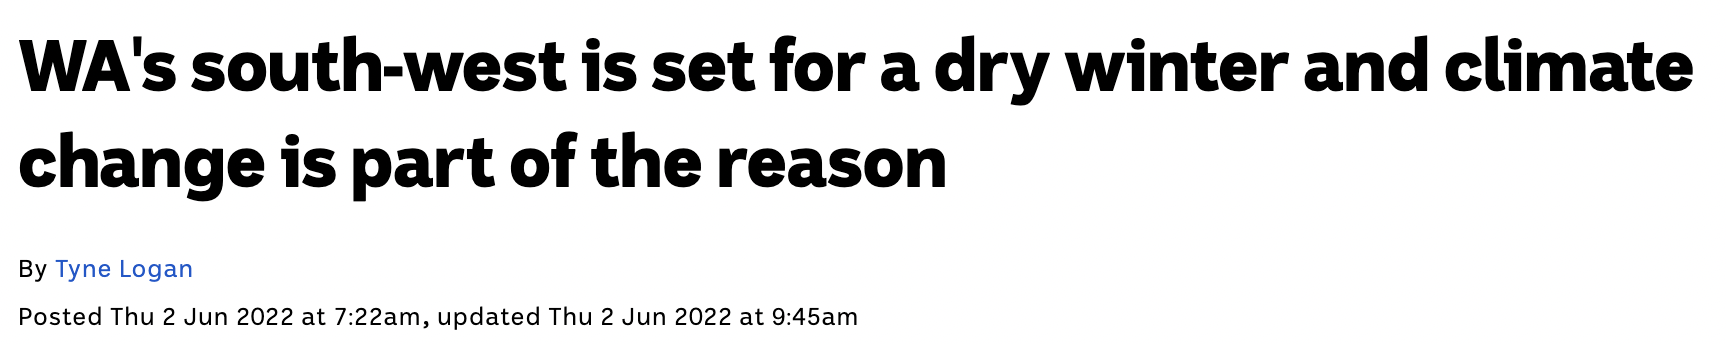 WA's south-west is set for a dry winter and climate
change is part of the reason
By Tyne Logan
Posted Thu 2 Jun 2022 at 7:22am, updated Thu 2 Jun 2022 at 9:45am